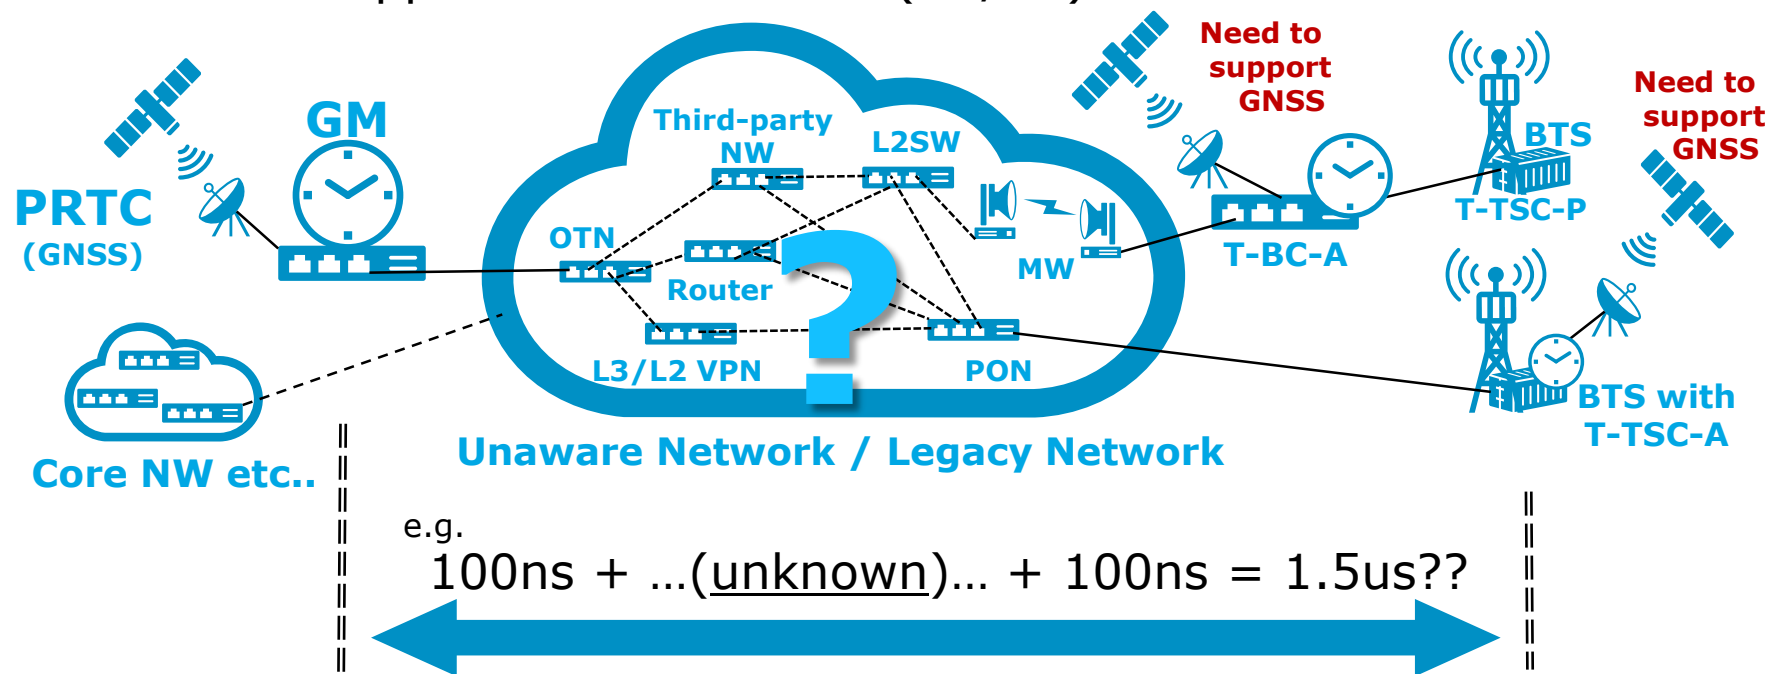 Need to
support
GNSS
Need to
support
GNSS
GM
Third-party
NW
L2SW
BTS
PRTC
(GNSS)
OTN
T-TSC-P
T-BC-A
MW
Router
?
L3/L2 VPN
PON
BTS with
T-TSC-A
Unaware Network / Legacy Network
Core NW etc..
e.g.
100ns + ...(unknown)... + 100ns = 1.5us??